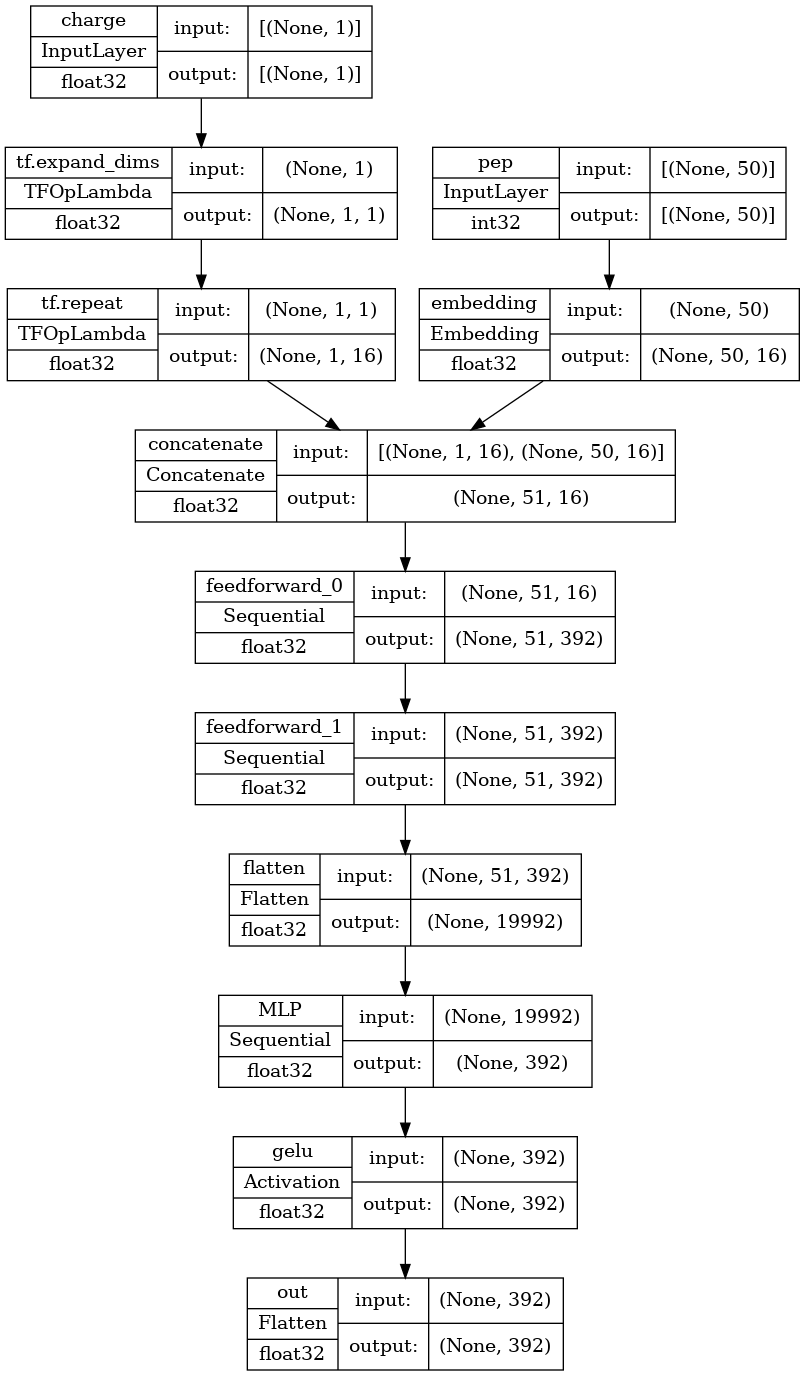 charge
InputLayer
float32
input:
[(None, 1)]
output:
[(None, 1)]
tf.expand_dims
TFOpLambda
float32
input:
(None, 1)
output:
(None, 1, 1)
pep
InputLayer
int32
input:
[(None, 50)]
output:
[(None, 50)]
tf.repeat
TFOpLambda
float32
input:
(None, 1, 1)
output:
(None, 1, 16)
embedding
Embedding
float32
input:
(None, 50)
output:
(None, 50, 16)
concatenate
Concatenate
float32
input:
[(None, 1, 16), (None, 50, 16)]
output:
(None, 51, 16)
feedforward_0
Sequential
float32
input:
(None, 51, 16)
output:
(None, 51, 392)
feedforward_1
Sequential
float32
input:
(None, 51, 392)
output:
(None, 51, 392)
flatten
Flatten
float32
input:
(None, 51, 392)
output:
(None, 19992)
MLP
Sequential
float32
input:
(None, 19992)
output:
(None, 392)
gelu
Activation
float32
input:
(None, 392)
output:
(None, 392)
out
Flatten
float32
input:
(None, 392)
output:
(None, 392)